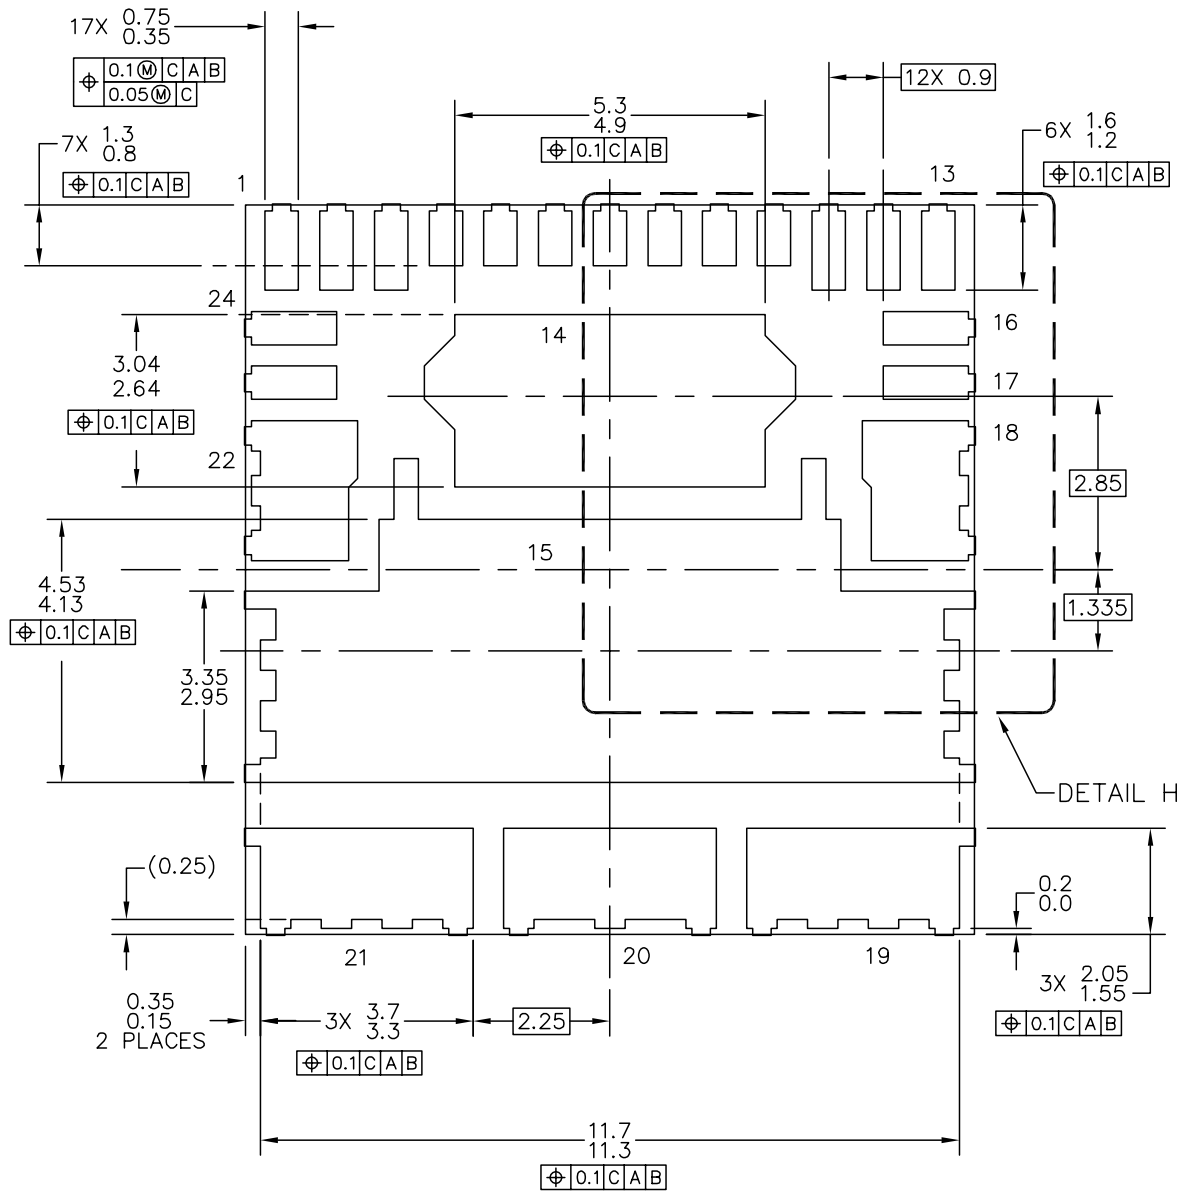 17X 0.75
0.35
⌖ 0.1Ⓜ C A B
0.05Ⓜ C
7X 1.3
0.8
⌖ 0.1 C A B
5.3
4.9
⌖ 0.1 C A B
12X 0.9
6X 1.6
1.2
⌖ 0.1 C A B
1
13
24
14
16
3.04
2.64
⌖ 0.1 C A B
17
22
18
2.85
15
4.53
4.13
⌖ 0.1 C A B
1.335
3.35
2.95
DETAIL H
(0.25)
0.2
0.0
21
20
19
3X 2.05
1.55
⌖ 0.1 C A B
0.35
0.15
2 PLACES
3X 3.7
3.3
⌖ 0.1 C A B
2.25
11.7
11.3
⌖ 0.1 C A B